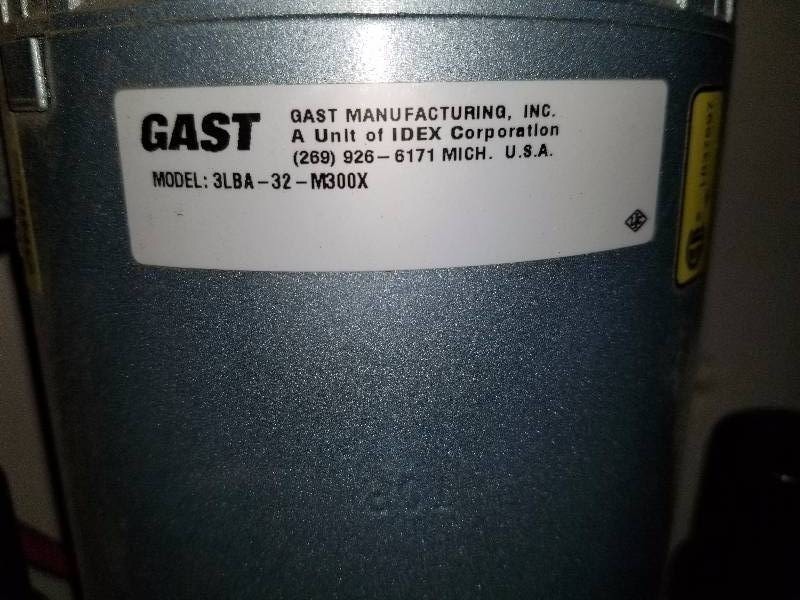 GAST
GAST MANUFACTURING, INC.
A Unit of IDEX Corporation
(269) 926-6171 MICH. U.S.A.
MODEL: 3LBA-32-M300X